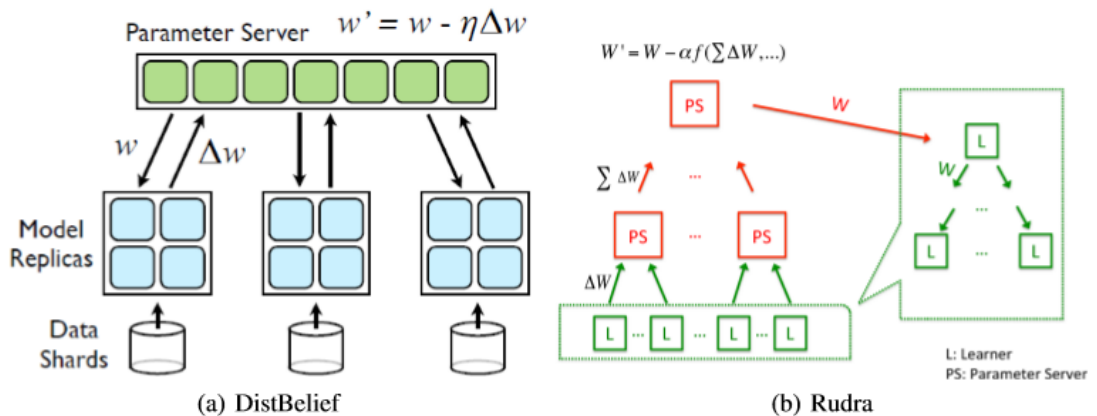 Parameter Server w' = w - ηΔw
w Δw
Model
Replicas
Data
Shards
(a) DistBelief
W' = W − αf(∑ΔW,...)
PS
W
L
W
∑ ΔW
...
...
PS
...
PS
L
...
L
ΔW
L ... L ... L ... L
L: Learner
PS: Parameter Server
(b) Rudra